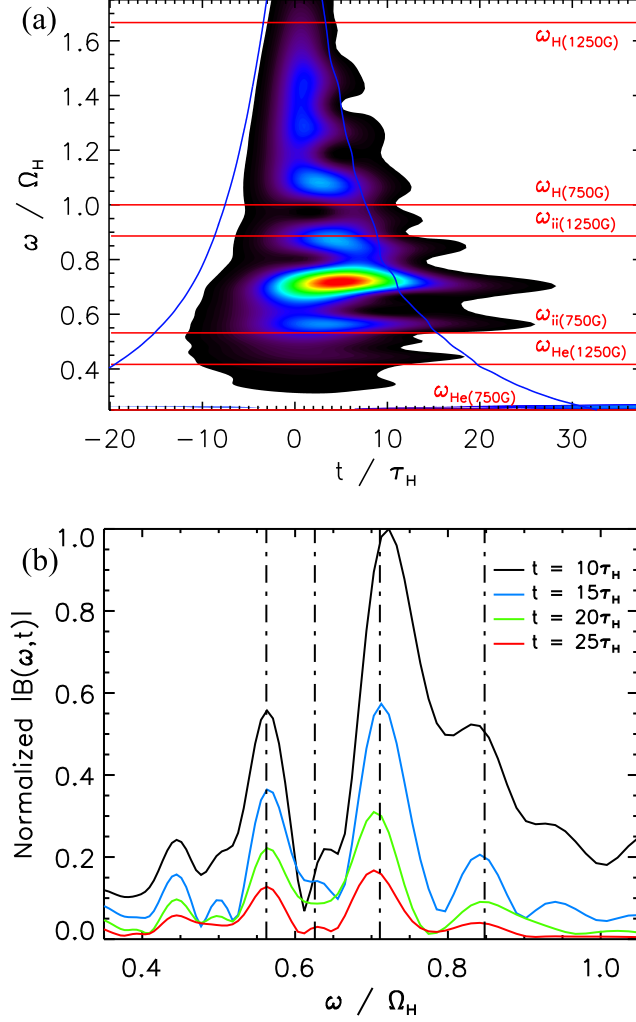 (a)
1.6
1.4
1.2
1.0
0.8
0.6
0.4
ω / Ω_H
ω_H(1250G)
ω_H(750G)
ω_ii(1250G)
ω_ii(750G)
ω_He(1250G)
ω_He(750G)
-20 -10 0 10 20 30
t / τ_H
(b)
1.0
0.8
0.6
0.4
0.2
0.0
Normalized |B(ω,t)|
t = 10τ_H
t = 15τ_H
t = 20τ_H
t = 25τ_H
0.4 0.6 0.8 1.0
ω / Ω_H